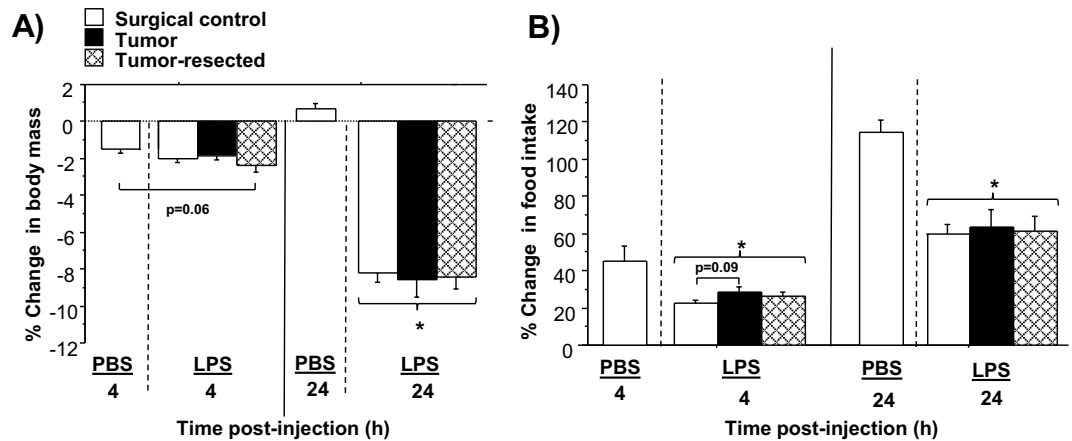 A)
Surgical control
Tumor
Tumor-resected
% Change in body mass
2
0
-2
-4
-6
-8
-10
-12
p=0.06
*
PBS LPS PBS LPS
4 4 24 24
Time post-injection (h)
B)
% Change in food intake
140
120
100
80
60
40
20
0
*
p=0.09
*
PBS LPS PBS LPS
4 4 24 24
Time post-injection (h)